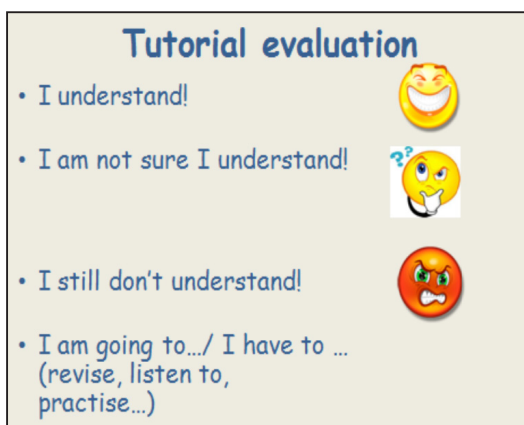 Tutorial evaluation
• I understand!
• I am not sure I understand!
??
• I still don't understand!
• I am going to.../ I have to ...
(revise, listen to,
practise...)